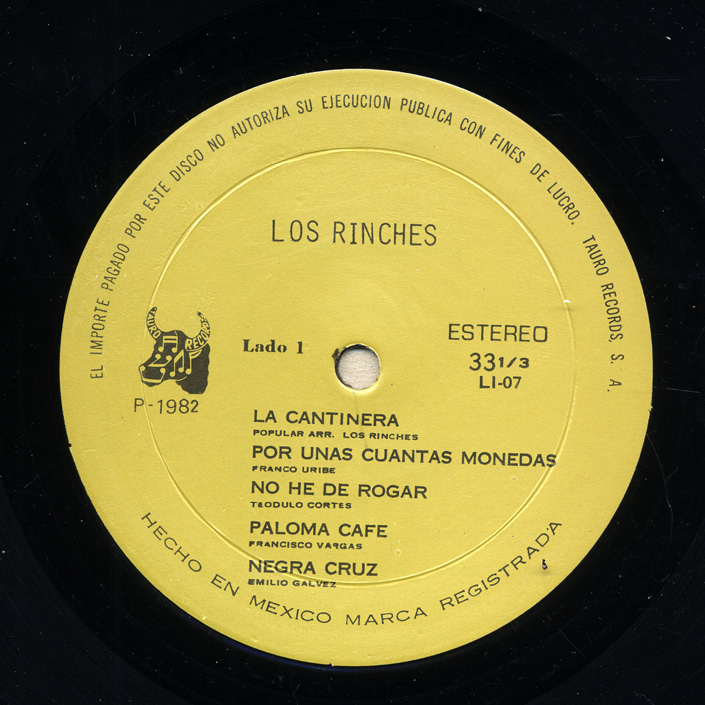 EL IMPORTE PAGADO POR ESTE DISCO NO AUTORIZA SU EJECUCION PUBLICA CON FINES DE LUCRO. TAURO RECORDS, S. A.
LOS RINCHES
TAURO RECORDS
Lado 1
ESTEREO
33 1/3
LI-07
P-1982
LA CANTINERA
POPULAR ARR. LOS RINCHES
POR UNAS CUANTAS MONEDAS
FRANCO URIBE
NO HE DE ROGAR
TEODULO CORTES
PALOMA CAFE
FRANCISCO VARGAS
NEGRA CRUZ
EMILIO GALVEZ
HECHO EN MEXICO MARCA REGISTRADA